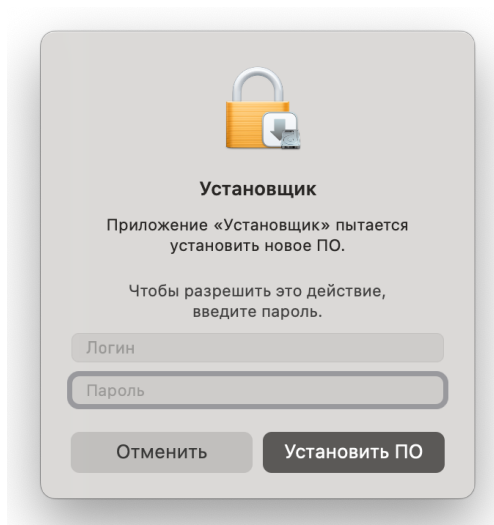 Установщик
Приложение «Установщик» пытается
установить новое ПО.
Чтобы разрешить это действие,
введите пароль.
Логин
Пароль
Отменить
Установить ПО